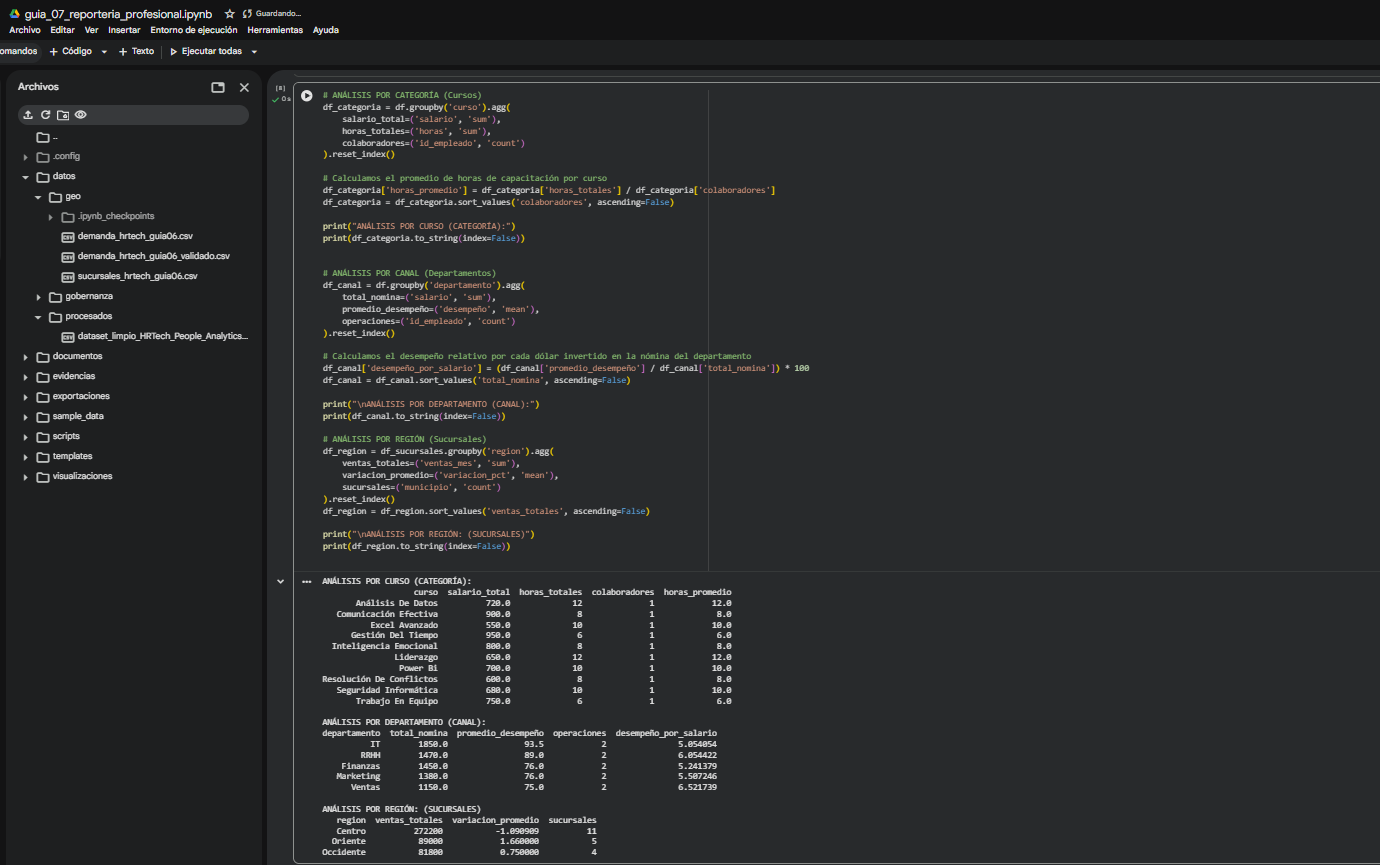 guia_07_reporteria_profesional.ipynb Guardando...
Archivo Editar Ver Insertar Entorno de ejecución Herramientas Ayuda
omandos + Código + Texto Ejecutar todas
Archivos
..
.config
datos
geo
.ipynb_checkpoints
demanda_hrtech_guia06.csv
demanda_hrtech_guia06_validado.csv
sucursales_hrtech_guia06.csv
gobernanza
procesados
dataset_limpio_HRTech_People_Analytics...
documentos
evidencias
exportaciones
sample_data
scripts
templates
visualizaciones
[8]
0 s
# ANÁLISIS POR CATEGORÍA (Cursos)
df_categoria = df.groupby('curso').agg(
    salario_total=('salario', 'sum'),
    horas_totales=('horas', 'sum'),
    colaboradores=('id_empleado', 'count')
).reset_index()
# Calculamos el promedio de horas de capacitación por curso
df_categoria['horas_promedio'] = df_categoria['horas_totales'] / df_categoria['colaboradores']
df_categoria = df_categoria.sort_values('colaboradores', ascending=False)
print("ANÁLISIS POR CURSO (CATEGORÍA):")
print(df_categoria.to_string(index=False))
# ANÁLISIS POR CANAL (Departamentos)
df_canal = df.groupby('departamento').agg(
    total_nomina=('salario', 'sum'),
    promedio_desempeño=('desempeño', 'mean'),
    operaciones=('id_empleado', 'count')
).reset_index()
# Calculamos el desempeño relativo por cada dólar invertido en la nómina del departamento
df_canal['desempeño_por_salario'] = (df_canal['promedio_desempeño'] / df_canal['total_nomina']) * 100
df_canal = df_canal.sort_values('total_nomina', ascending=False)
print("\nANÁLISIS POR DEPARTAMENTO (CANAL):")
print(df_canal.to_string(index=False))
# ANÁLISIS POR REGIÓN (Sucursales)
df_region = df_sucursales.groupby('region').agg(
    ventas_totales=('ventas_mes', 'sum'),
    variacion_promedio=('variacion_pct', 'mean'),
    sucursales=('municipio', 'count')
).reset_index()
df_region = df_region.sort_values('ventas_totales', ascending=False)
print("\nANÁLISIS POR REGIÓN: (SUCURSALES)")
print(df_region.to_string(index=False))
ANÁLISIS POR CURSO (CATEGORÍA):
curso salario_total horas_totales colaboradores horas_promedio
Análisis De Datos 720.0 12 1 12.0
Comunicación Efectiva 900.0 8 1 8.0
Excel Avanzado 550.0 10 1 10.0
Gestión Del Tiempo 950.0 6 1 6.0
Inteligencia Emocional 800.0 8 1 8.0
Liderazgo 650.0 12 1 12.0
Power Bi 700.0 10 1 10.0
Resolución De Conflictos 600.0 8 1 8.0
Seguridad Informática 680.0 10 1 10.0
Trabajo En Equipo 750.0 6 1 6.0
ANÁLISIS POR DEPARTAMENTO (CANAL):
departamento total_nomina promedio_desempeño operaciones desempeño_por_salario
IT 1850.0 93.5 2 5.054054
RRHH 1470.0 89.0 2 6.054422
Finanzas 1450.0 76.0 2 5.241379
Marketing 1380.0 76.0 2 5.507246
Ventas 1150.0 75.0 2 6.521739
ANÁLISIS POR REGIÓN: (SUCURSALES)
region ventas_totales variacion_promedio sucursales
Centro 272200 -1.090909 11
Oriente 89000 1.660000 5
Occidente 81800 0.750000 4